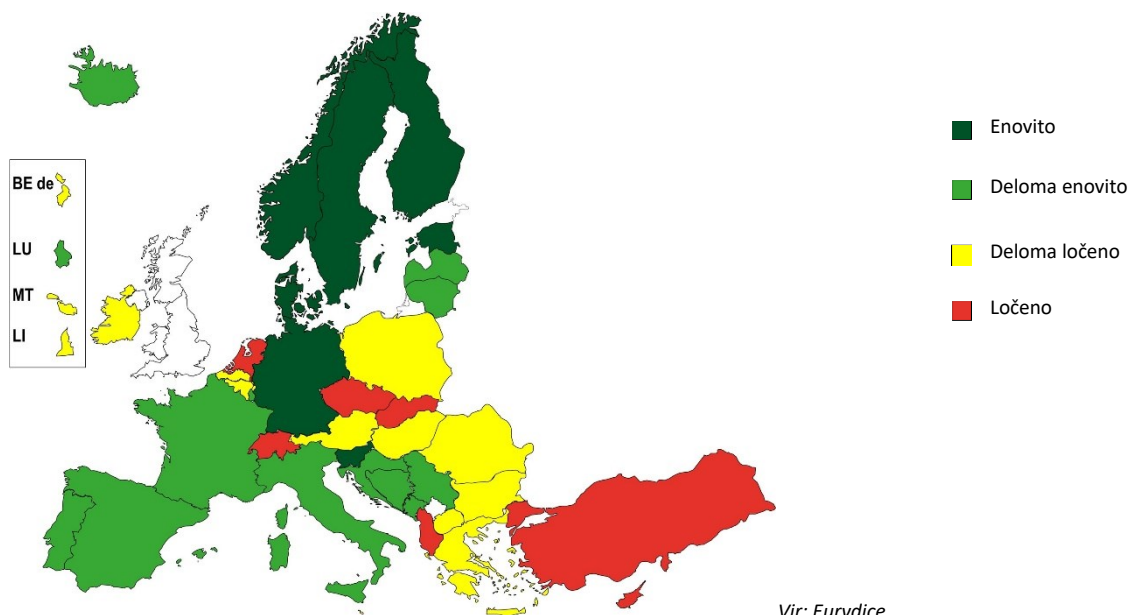 BE de
LU
MT
LI
Enovito
Deloma enovito
Deloma ločeno
Ločeno
Vir: Eurydice